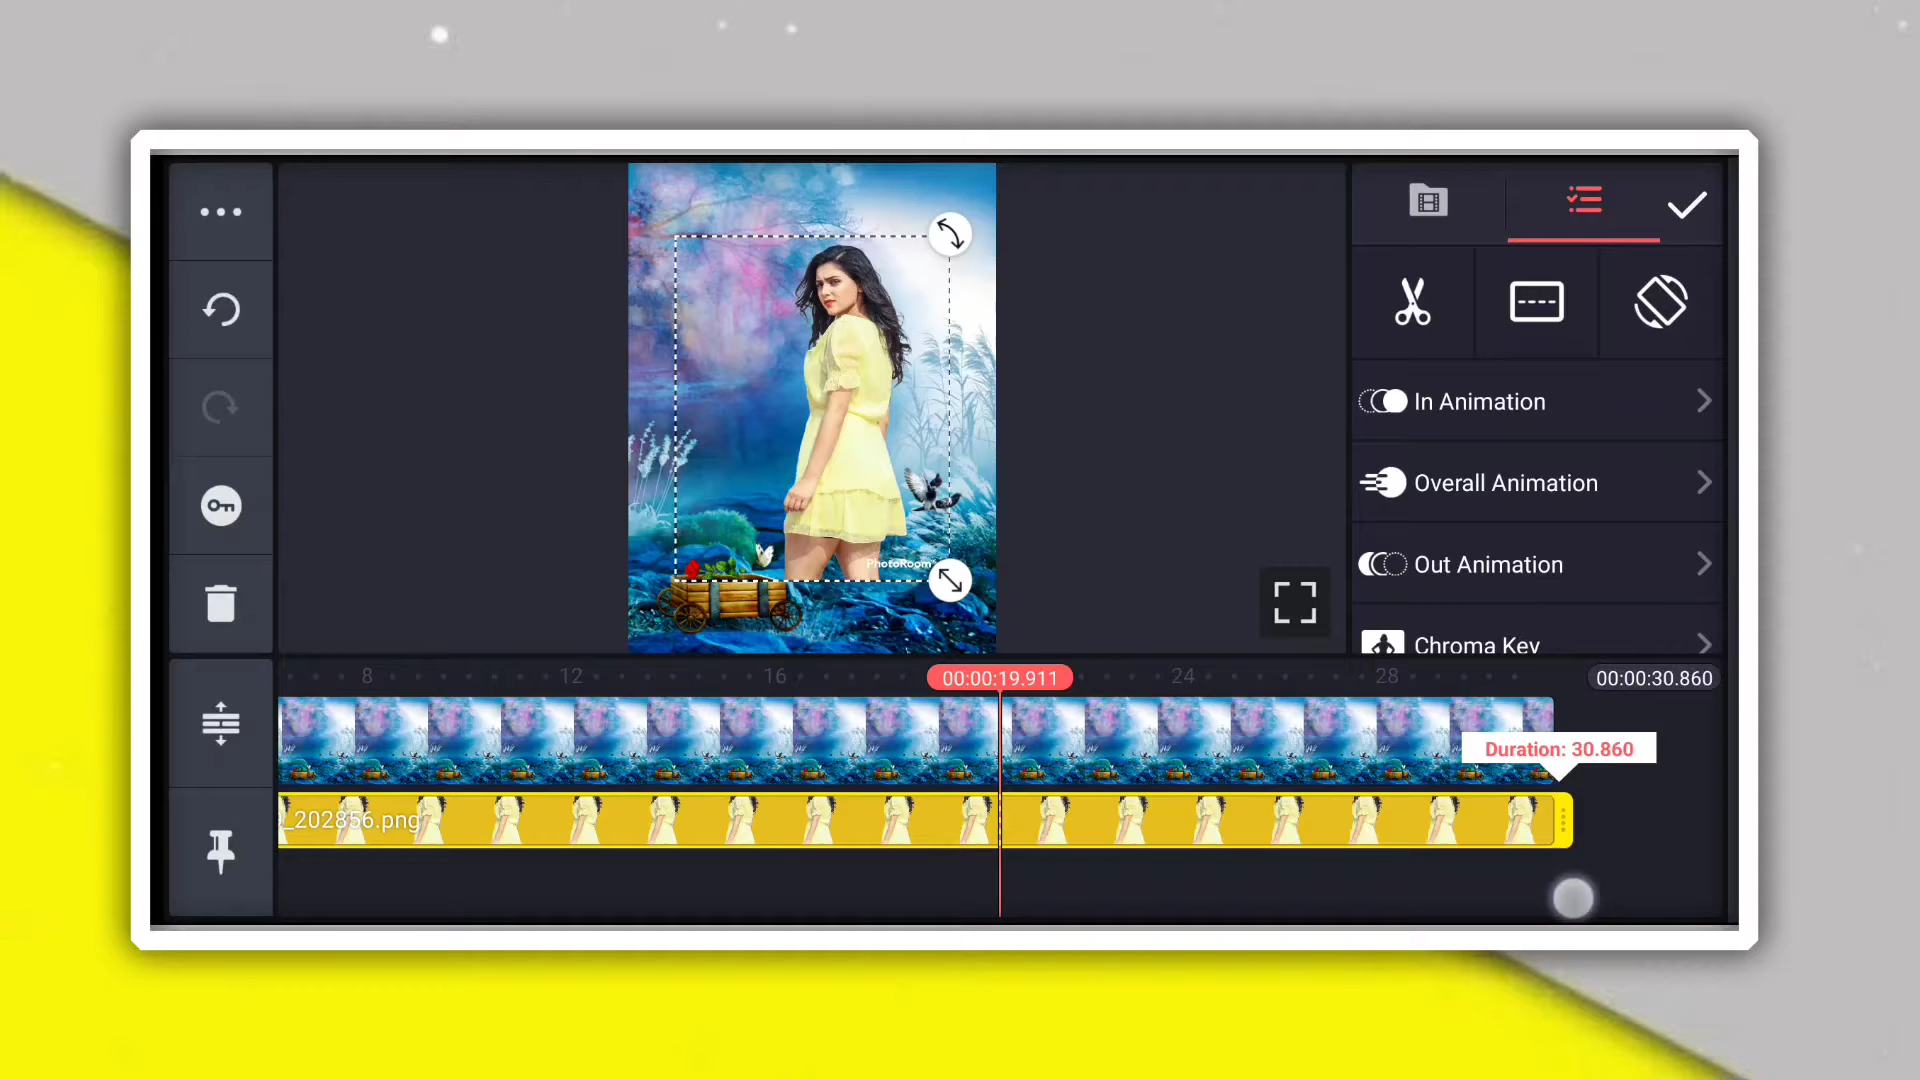 In Animation
Overall Animation
PhotoRoom
Out Animation
Chroma Key
8
12
16
00:00:19.911
24
28
00:00:30.860
Duration: 30.860
_202856.png